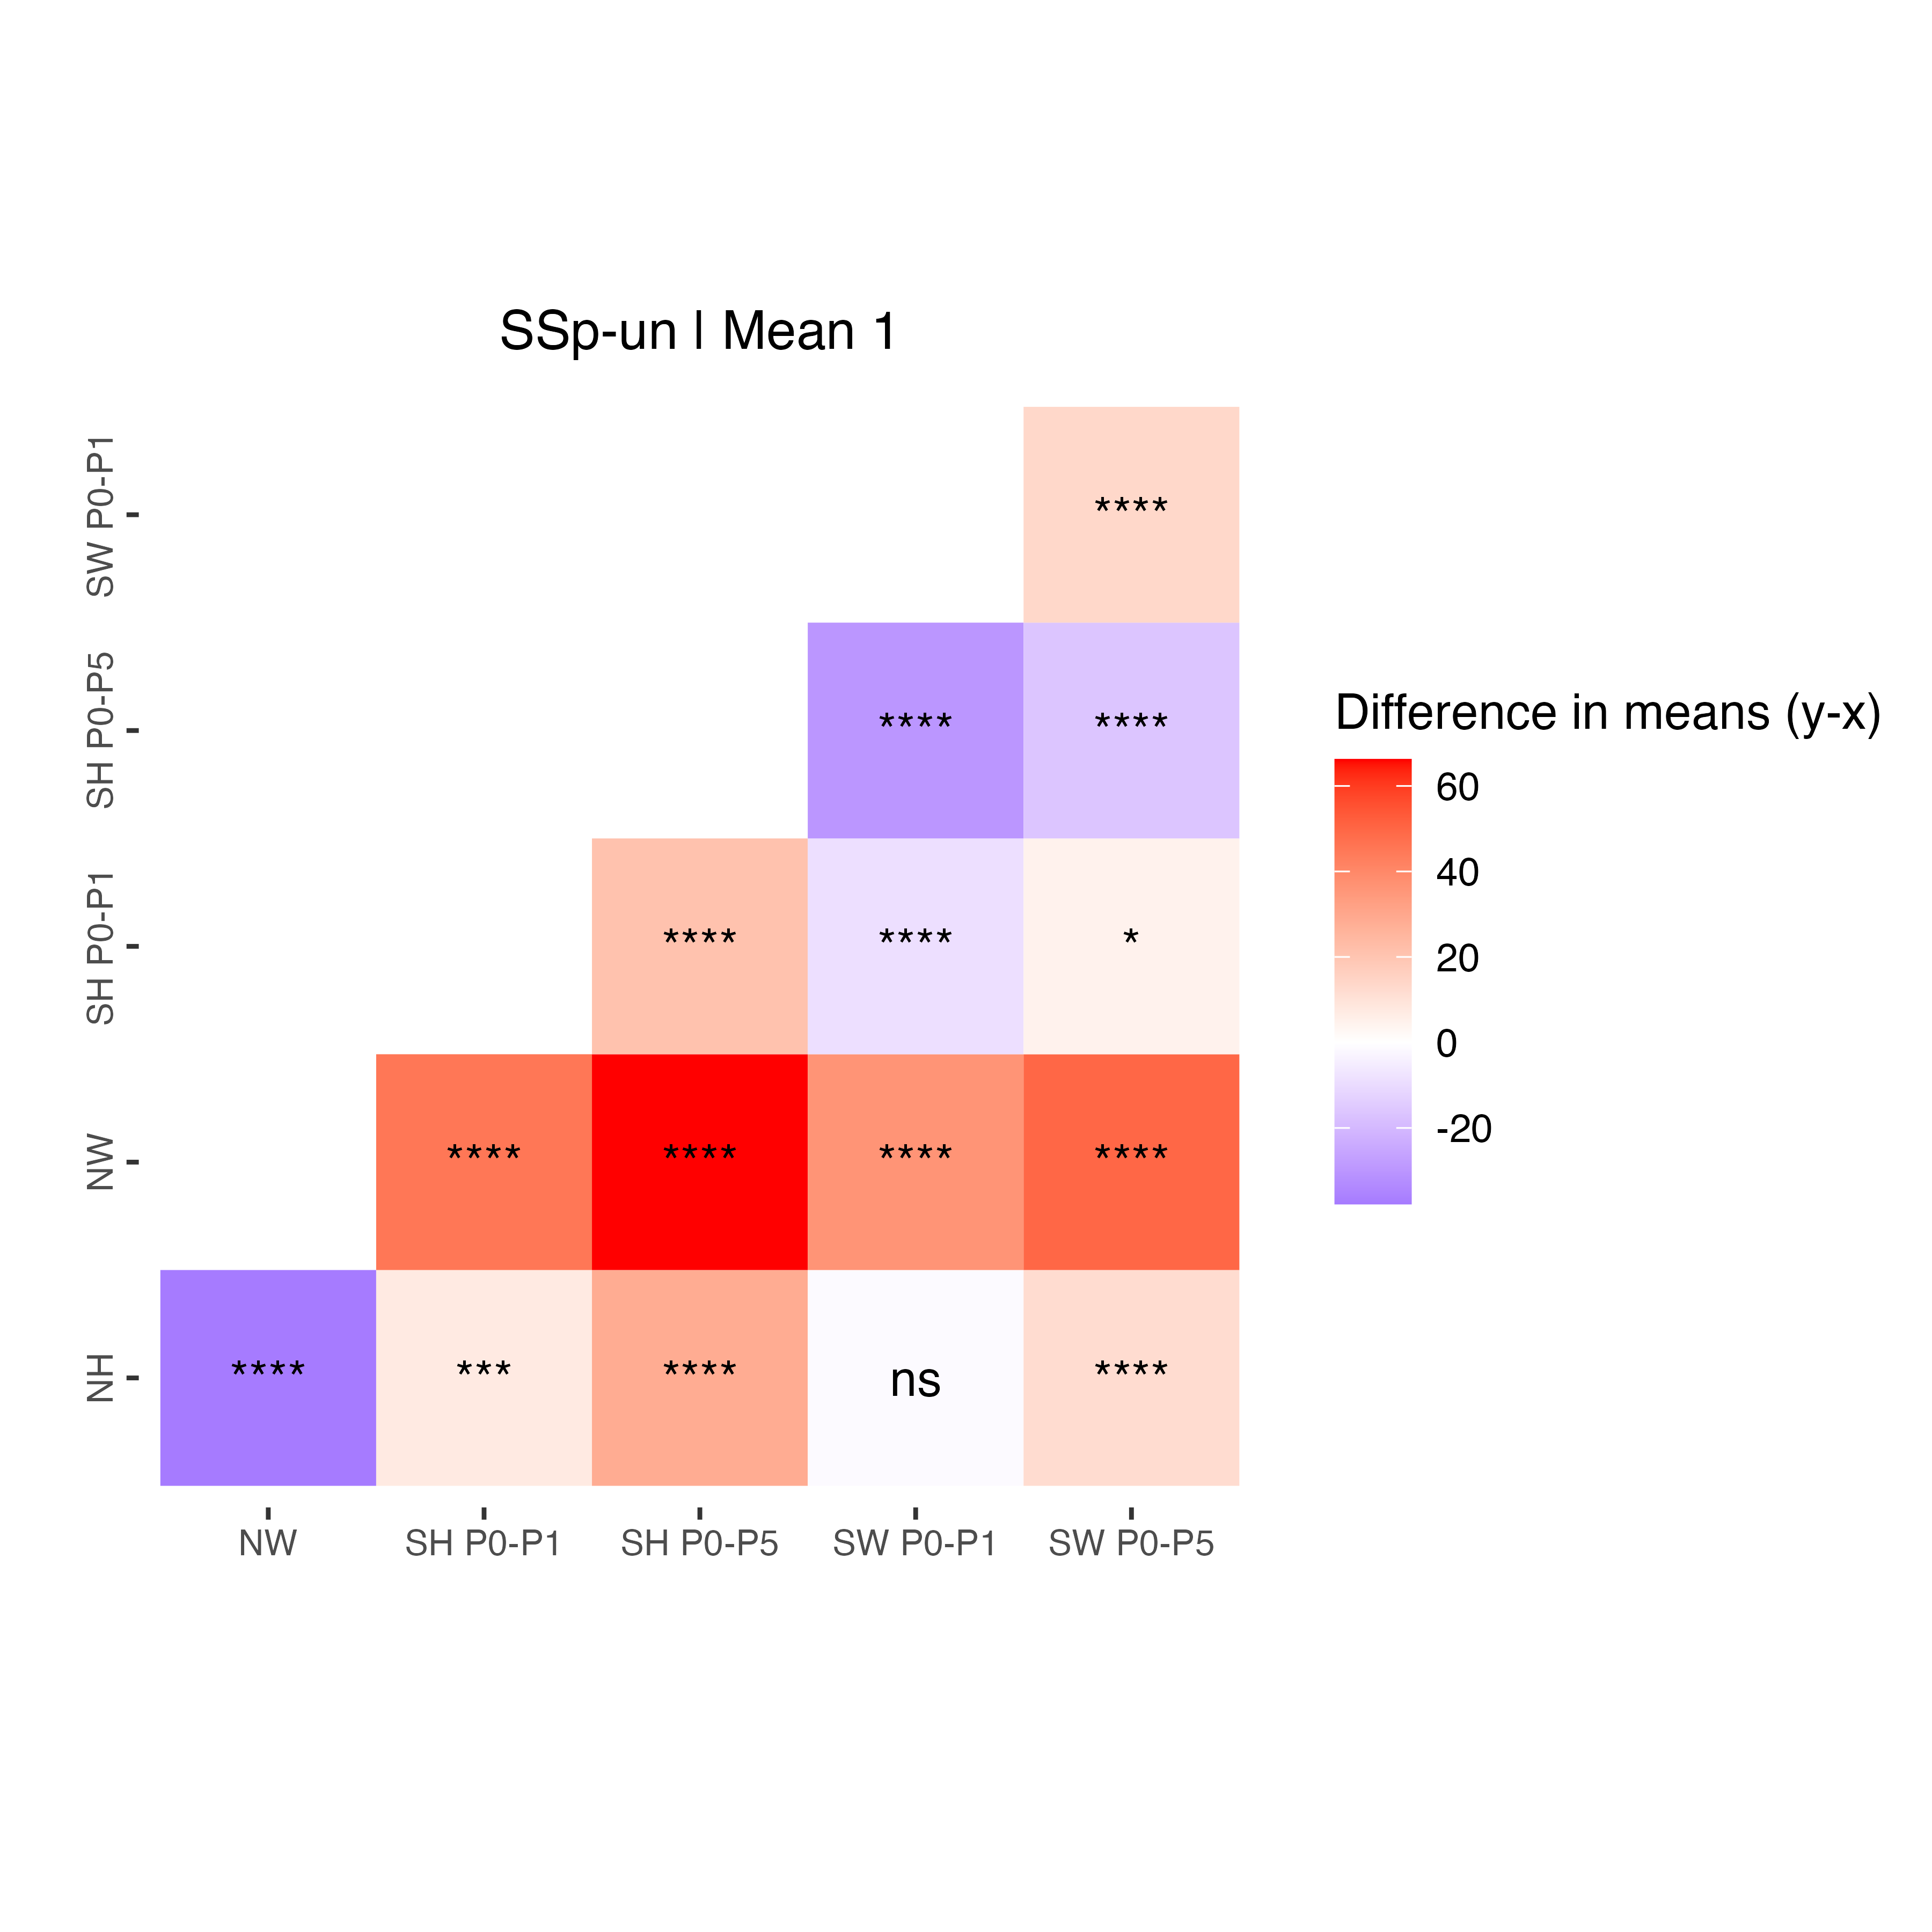 SSp-un | Mean 1
SW P0-P1
****
SH P0-P5
**** ****
SH P0-P1
**** **** *
NW
**** **** **** ****
NH
**** *** **** ns ****
NW SH P0-P1 SH P0-P5 SW P0-P1 SW P0-P5
Difference in means (y-x)
60
40
20
0
-20